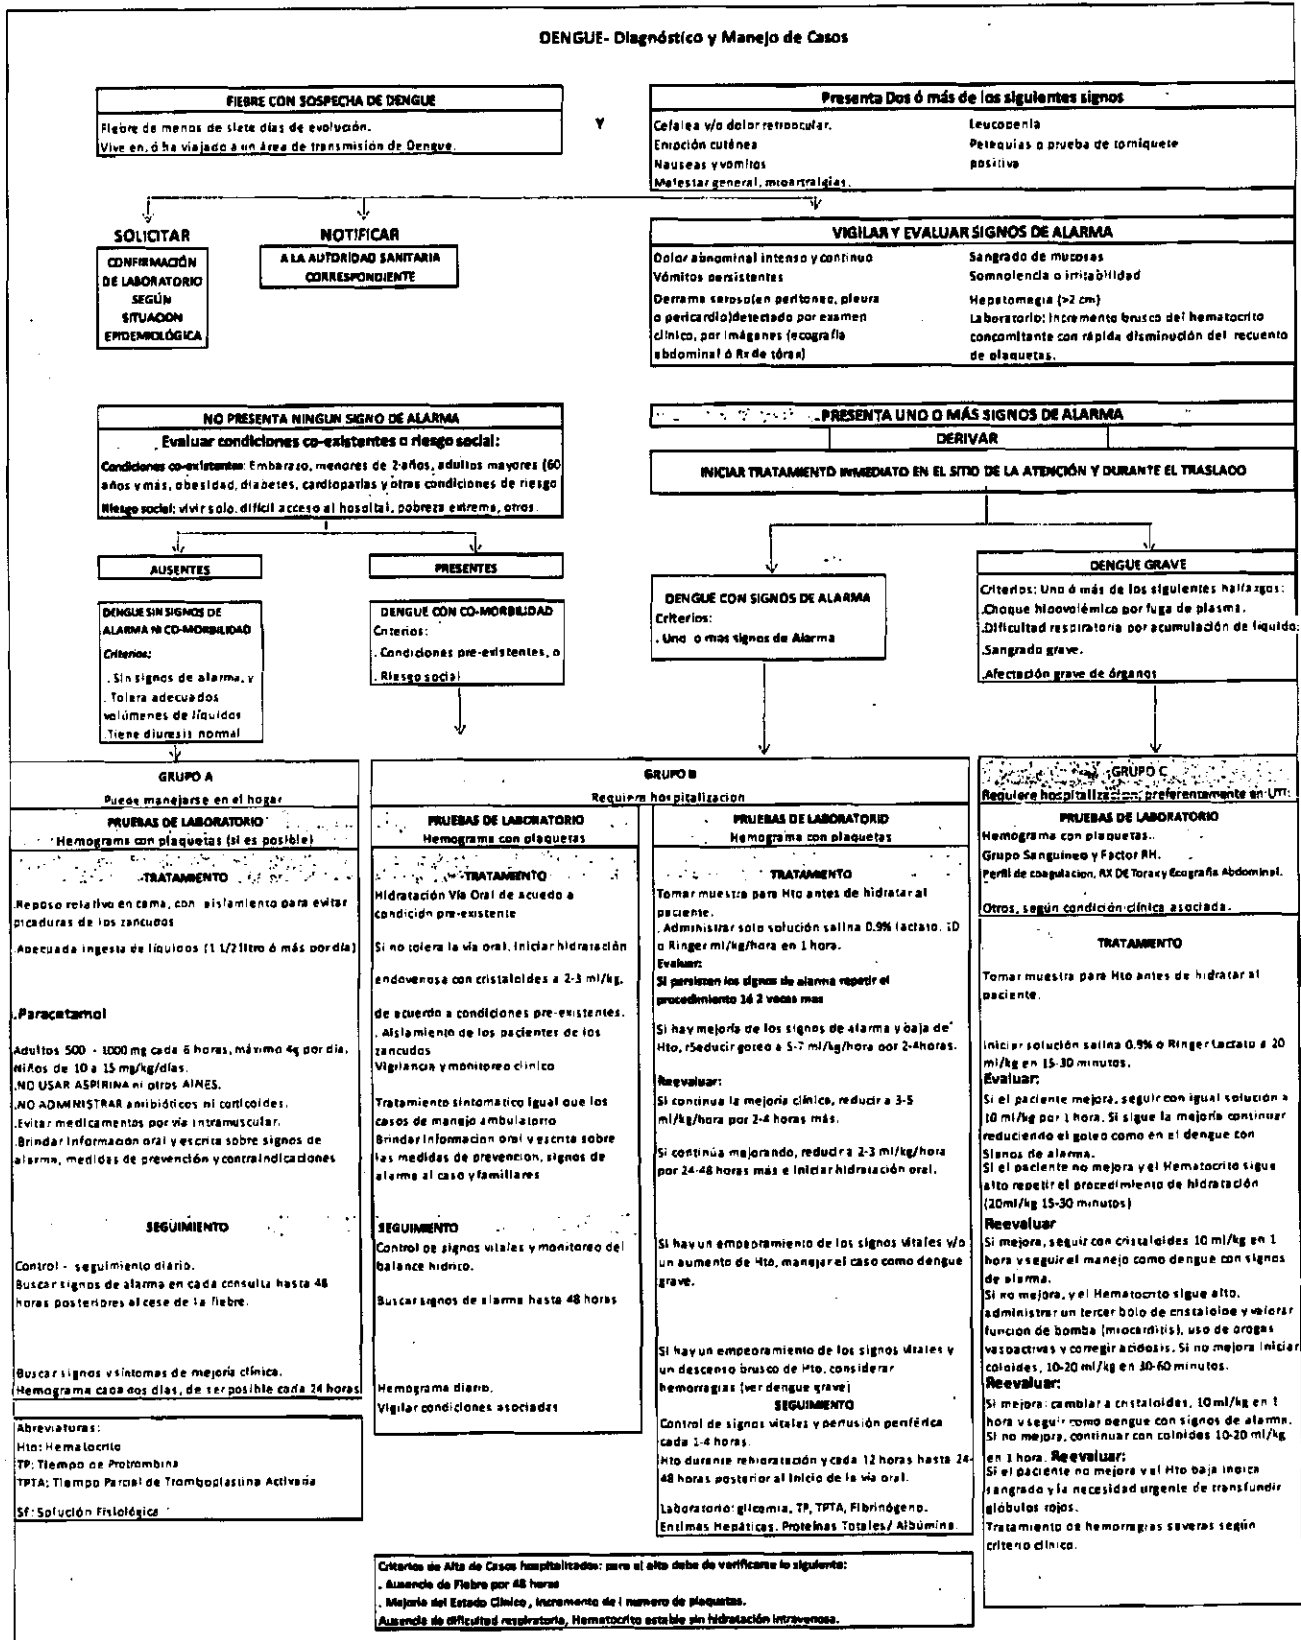 DENGUE- Diagnóstico y Manejo de Casos
FIEBRE CON SOSPECHA DE DENGUE
Fiebre de menos de siete días de evolución.
Vive en, ó ha viajado a un área de transmisión de Dengue.
Y
Presenta Dos ó más de los siguientes signos
Cefalea y/o dolor retroocular.
Erupción cutánea
Nauseas y vomitos
Malestar general, mioartralgias.
Leucopenia
Petequias o prueba de torniquete
positiva
SOLICITAR
CONFIRMACIÓN
DE LABORATORIO
SEGÚN
SITUACION
EPIDEMIOLÓGICA
NOTIFICAR
A LA AUTORIDAD SANITARIA
CORRESPONDIENTE
VIGILAR Y EVALUAR SIGNOS DE ALARMA
Dolor abnominal intenso y continuo
Vómitos persistentes
Derrame seroso(en peritoneo, pleura
o pericardio)detectado por examen
clínico, por imágenes (ecografia
abdominal ó Rx de tórax)
Sangrado de mucosas
Somnolencia o irritabilidad
Hepatomegia (>2 cm)
Laboratorio: Incremento brusco del hematocrito
concomitante con rápida disminución del recuento
de plaquetas.
NO PRESENTA NINGUN SIGNO DE ALARMA
Evaluar condiciones co-existentes o riesgo social:
Condiciones co-existentes: Embarazo, menores de 2 años, adultos mayores (60
años y más, obesidad, diabetes, cardiopatías y otras condiciones de riesgo
Riesgo social: vivir solo, difícil acceso al hospital, pobreza extrema, otros.
PRESENTA UNO O MÁS SIGNOS DE ALARMA
DERIVAR
INICIAR TRATAMIENTO INMEDIATO EN EL SITIO DE LA ATENCIÓN Y DURANTE EL TRASLADO
AUSENTES
PRESENTES
DENGUE SIN SIGNOS DE
ALARMA NI CO-MORBILIDAD
Criterios:
. Sin signos de alarma, y
. Tolera adecuados
volúmenes de líquidos
.Tiene diuresis normal
DENGUE CON CO-MORBILIDAD
Criterios:
. Condiciones pre-existentes, o
. Riesgo social
DENGUE CON SIGNOS DE ALARMA
Criterios:
. Uno o mas signos de Alarma
DENGUE GRAVE
Criterios: Uno ó más de los siguientes hallazgos:
.Choque hipovolémico por fuga de plasma.
.Dificultad respiratoria por acumulación de líquido:
.Sangrado grave.
.Afectación grave de órganos
GRUPO A
Puede manejarse en el hogar
PRUEBAS DE LABORATORIO
Hemograma con plaquetas (si es posible)
TRATAMIENTO
.Reposo relativo en cama, con aislamiento para evitar
picaduras de los zancudos
.Adecuada ingesta de líquidos (1 1/2 litro ó más por día)
.Paracetamol
Adultos 500 - 1000 mg cada 6 horas, máximo 4g por día.
Niños de 10 a 15 mg/kg/días.
.NO USAR ASPIRINA ni otros AINES.
.NO ADMINISTRAR antibióticos ni corticoides.
.Evitar medicamentos por vía intramuscular.
.Brindar Información oral y escrita sobre signos de
alarma, medidas de prevención y contraindicaciones
SEGUIMIENTO
Control - seguimiento diario.
Buscar signos de alarma en cada consulta hasta 48
horas posteriores al cese de la fiebre.
Buscar signos y síntomas de mejoría clínica.
Hemograma cada dos días, de ser posible cada 24 horas
GRUPO B
Requiere hospitalizacion
PRUEBAS DE LABORATORIO
Hemograma con plaquetas
TRATAMIENTO
Hidratación Vía Oral de acuedo a
condición pre-existente
Si no tolera la vía oral, iniciar hidratación
endovenosa con cristaloides a 2-3 ml/kg,
de acuerdo a condiciones pre-existentes.
. Aislamiento de los pacientes de los
zancudos
Vigilancia y monitoreo clínico
Tratamiento sintomatico igual que los
casos de manejo ambulatorio
Brindar Informacion oral y escrita sobre
las medidas de prevencion, signos de
alarma al caso y familiares
SEGUIMIENTO
Control de signos vitales y monitoreo del
balance hídrico.
Buscar signos de alarma hasta 48 horas
Hemograma diario.
Vigilar condiciones asociadas
PRUEBAS DE LABORATORIO
Hemograma con plaquetas
TRATAMIENTO
Tomar muestra para Hto antes de hidratar al
paciente.
. Administrar solo solución salina 0.9% lactato. 10
o Ringer ml/kg/hora en 1 hora.
Evaluar:
Si persisten los signos de alarma repetir el
procedimiento 1ó 2 veces mas
Si hay mejoría de los signos de alarma y baja de
Hto, rSeducir goteo a 5-7 ml/kg/hora por 2-4horas.
Reevaluar:
Si continua la mejoría clínica, reducir a 3-5
ml/kg/hora por 2-4 horas más.
Si continúa mejorando, reducir a 2-3 ml/kg/hora
por 24-48 horas más e Iniciar hidratación oral.
Si hay un empeoramiento de los signos vitales y/o
un aumento de Hto, manejar el caso como dengue
grave.
Si hay un empeoramiento de los signos vitales y
un descenso brusco de Hto, considerar
hemorragias (ver dengue grave)
SEGUIMIENTO
Control de signos vitales y perfusión periférica
cada 1-4 horas.
Hto durante rehidratación y cada 12 horas hasta 24-
48 horas posterior al Inicio de la vía oral.
Laboratorio: glicemia, TP, TPTA, Fibrinógeno.
Enzimas Hepáticas. Proteínas Totales/ Albúmina.
GRUPO C
Requiere hospitalización, preferentemente en UTI:
PRUEBAS DE LABORATORIO
Hemograma con plaquetas.
Grupo Sanguíneo y Factor RH.
Perfil de coagulacion, RX DE Torax y Ecografía Abdominal.
Otros, según condición clínica asociada.
TRATAMIENTO
Tomar muestra para Hto antes de hidratar al
paciente.
Iniciar solución salina 0.9% o Ringer Lactato a 20
ml/kg en 15-30 minutos.
Evaluar:
Si el paciente mejora, seguir con igual solución a
10 ml/kg por 1 hora. Si sigue la mejoría continuar
reduciendo el goteo como en el dengue con
Signos de alarma.
Si el paciente no mejora y el Hematocrito sigue
alto repetir el procedimiento de hidratación
(20ml/kg 15-30 minutos)
Reevaluar
Si mejora, seguir con cristaloides 10 ml/kg en 1
hora y seguir el manejo como dengue con signos
de alarma.
Si no mejora, y el Hematocrito sigue alto,
administrar un tercer bolo de cristaloide y valorar
función de bomba (miocarditis), uso de drogas
vasoactivas y corregir acidosis. Si no mejora Iniciar
coloides, 10-20 ml/kg en 30-60 minutos.
Reevaluar:
Si mejora: cambiar a cristaloides, 10ml/kg en 1
hora y seguir como dengue con signos de alarma.
Si no mejora, continuar con coloides 10-20 ml/kg
en 1 hora. Reevaluar:
Si el paciente no mejora y el Hto baja indica
sangrado y la necesidad urgente de transfundir
glóbulos rojos.
Tratamiento de hemorragias severas según
criterio clínico.
Abreviaturas:
Hto: Hematocrito
TP: Tiempo de Protrombina
TPTA: Tiempo Parcial de Tromboplastina Activaria
Sf: Solución Fisiológica
Criterios de Alta de Casos hospitalizados: para el alta debe de verificarse lo siguiente:
. Ausencia de Fiebre por 48 horas
. Mejoría del Estado Clínico, incremento de l numero de plaquetas.
Ausencia de dificultad respiratoria, Hematocrito estable sin hidratación intravenosa.